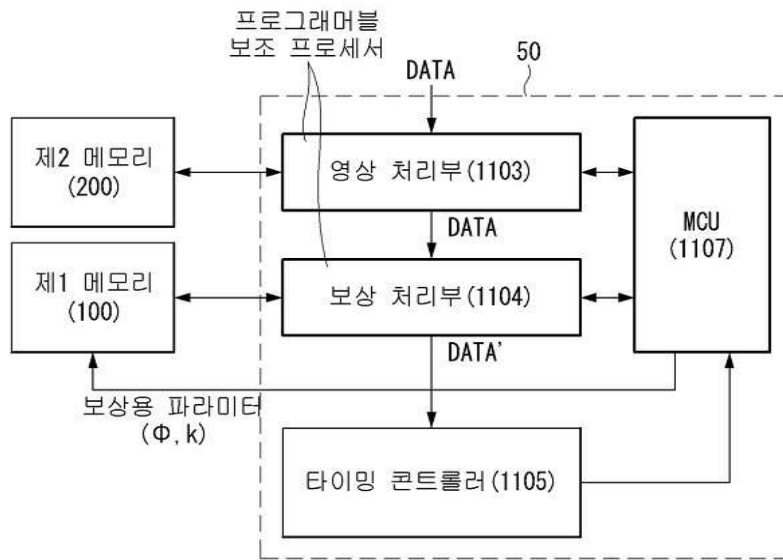 프로그래머블
보조 프로세서
50
DATA
제2 메모리
(200)
영상 처리부(1103)
MCU
(1107)
DATA
제1 메모리
(100)
보상 처리부(1104)
DATA'
보상용 파라미터
(Φ,k)
타이밍 콘트롤러(1105)